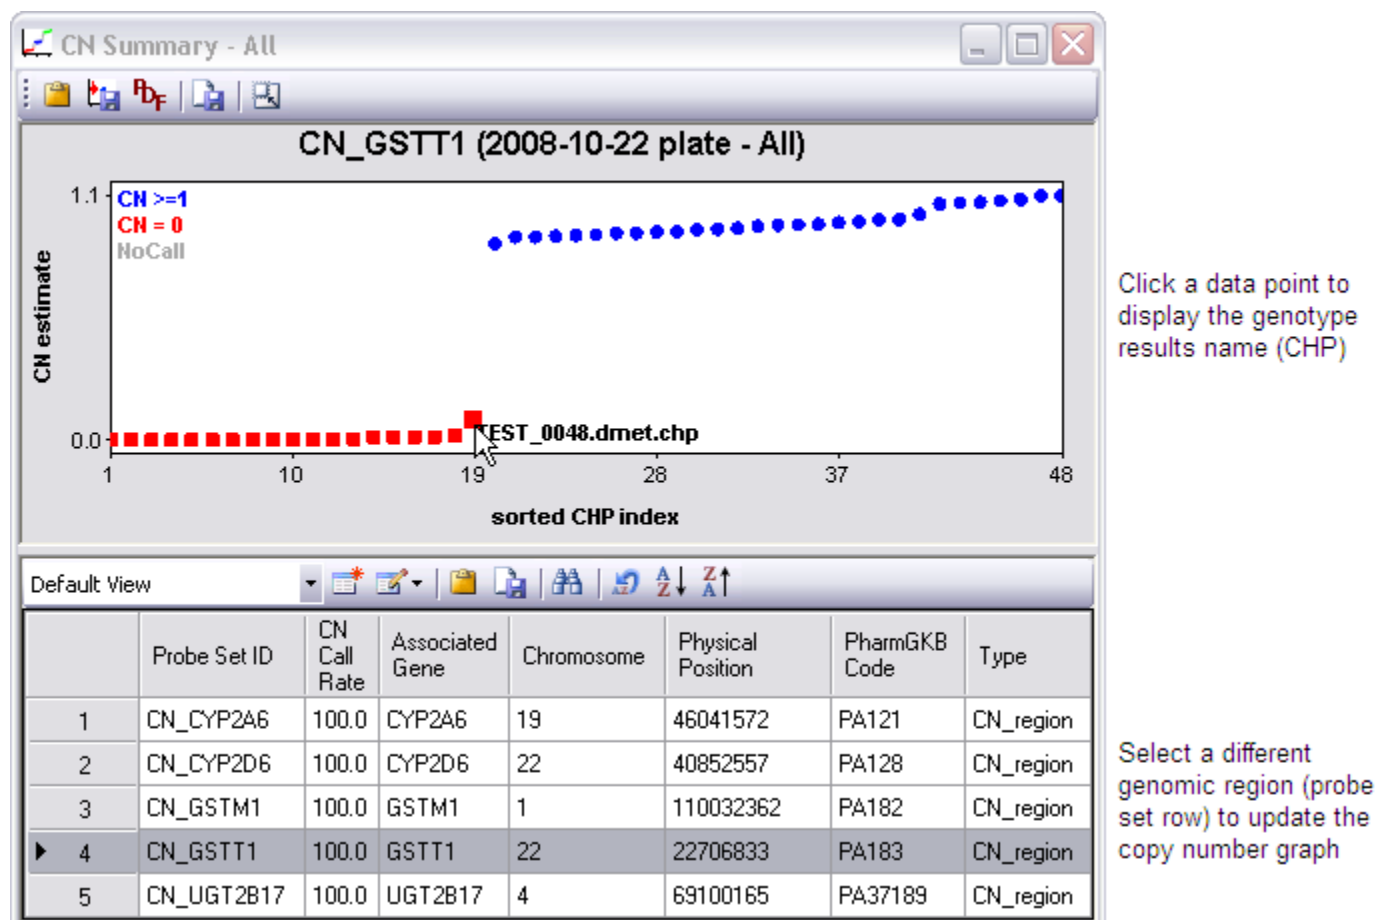 CN Summary - All
PDF
CN_GSTT1 (2008-10-22 plate - All)
1.1
CN >=1
CN = 0
NoCall
CN estimate
0.0
TEST_0048.dmet.chp
1 10 19 28 37 48
sorted CHP index
Click a data point to
display the genotype
results name (CHP)
Default View
Probe Set ID CN Call Rate Associated Gene Chromosome Physical Position PharmGKB Code Type
1 CN_CYP2A6 100.0 CYP2A6 19 46041572 PA121 CN_region
2 CN_CYP2D6 100.0 CYP2D6 22 40852557 PA128 CN_region
3 CN_GSTM1 100.0 GSTM1 1 110032362 PA182 CN_region
4 CN_GSTT1 100.0 GSTT1 22 22706833 PA183 CN_region
5 CN_UGT2B17 100.0 UGT2B17 4 69100165 PA37189 CN_region
Select a different
genomic region (probe
set row) to update the
copy number graph